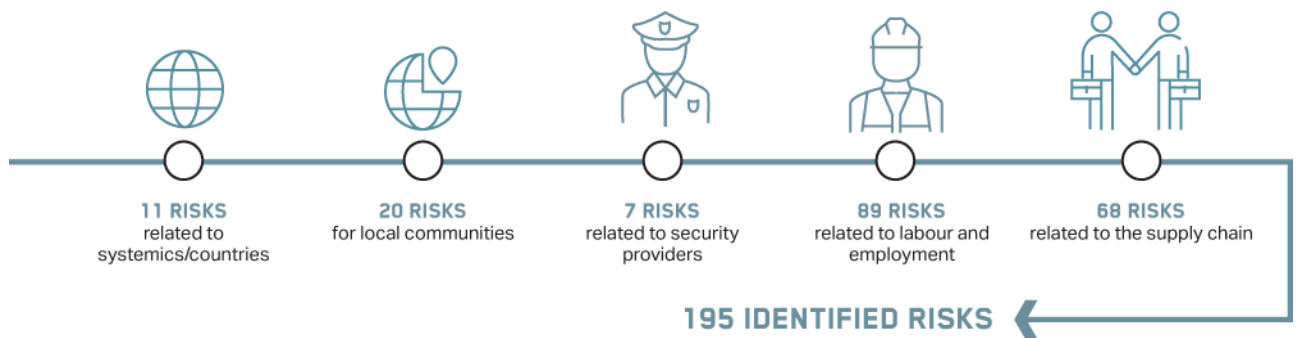 11 RISKS
related to
systemics/countries
20 RISKS
for local communities
7 RISKS
related to security
providers
89 RISKS
related to labour and
employment
68 RISKS
related to the supply chain
195 IDENTIFIED RISKS